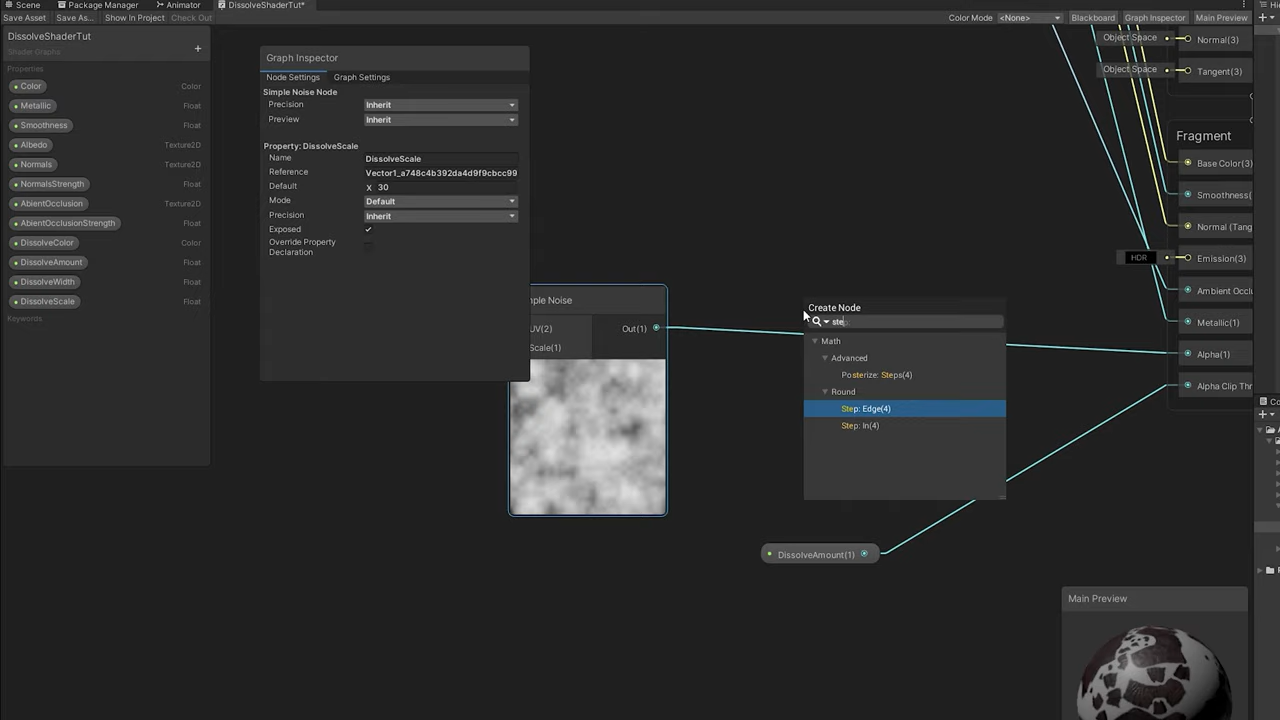 Scene
Package Manager
Animator
DissolveShaderTut*
Save Asset
Save As...
Show In Project
Check Out
Color Mode
<None>
Blackboard
Graph Inspector
Main Preview
DissolveShaderTut
Shader Graphs
+
Properties
Color Color
Metallic Float
Smoothness Float
Albedo Texture2D
Normals Texture2D
NormalsStrength Float
AbientOcclusion Texture2D
AbientOcclusionStrength Float
DissolveColor Color
DissolveAmount Float
DissolveWidth Float
DissolveScale Float
Keywords
Graph Inspector
Node Settings Graph Settings
Simple Noise Node
Precision Inherit
Preview Inherit
Property: DissolveScale
Name DissolveScale
Reference Vector1_a748c4b392da4d9f9cbcc99
Default X 30
Mode Default
Precision Inherit
Exposed
Override Property
Declaration
ple Noise
UV(2) Out(1)
Scale(1)
Create Node
step
Math
Advanced
Posterize: Steps(4)
Round
Step: Edge(4)
Step: In(4)
DissolveAmount(1)
Object Space Normal(3)
Object Space Tangent(3)
Fragment
Base Color(3)
Smoothness(
Normal (Tang
HDR Emission(3)
Ambient Occlu
Metallic(1)
Alpha(1)
Alpha Clip Thr
Main Preview